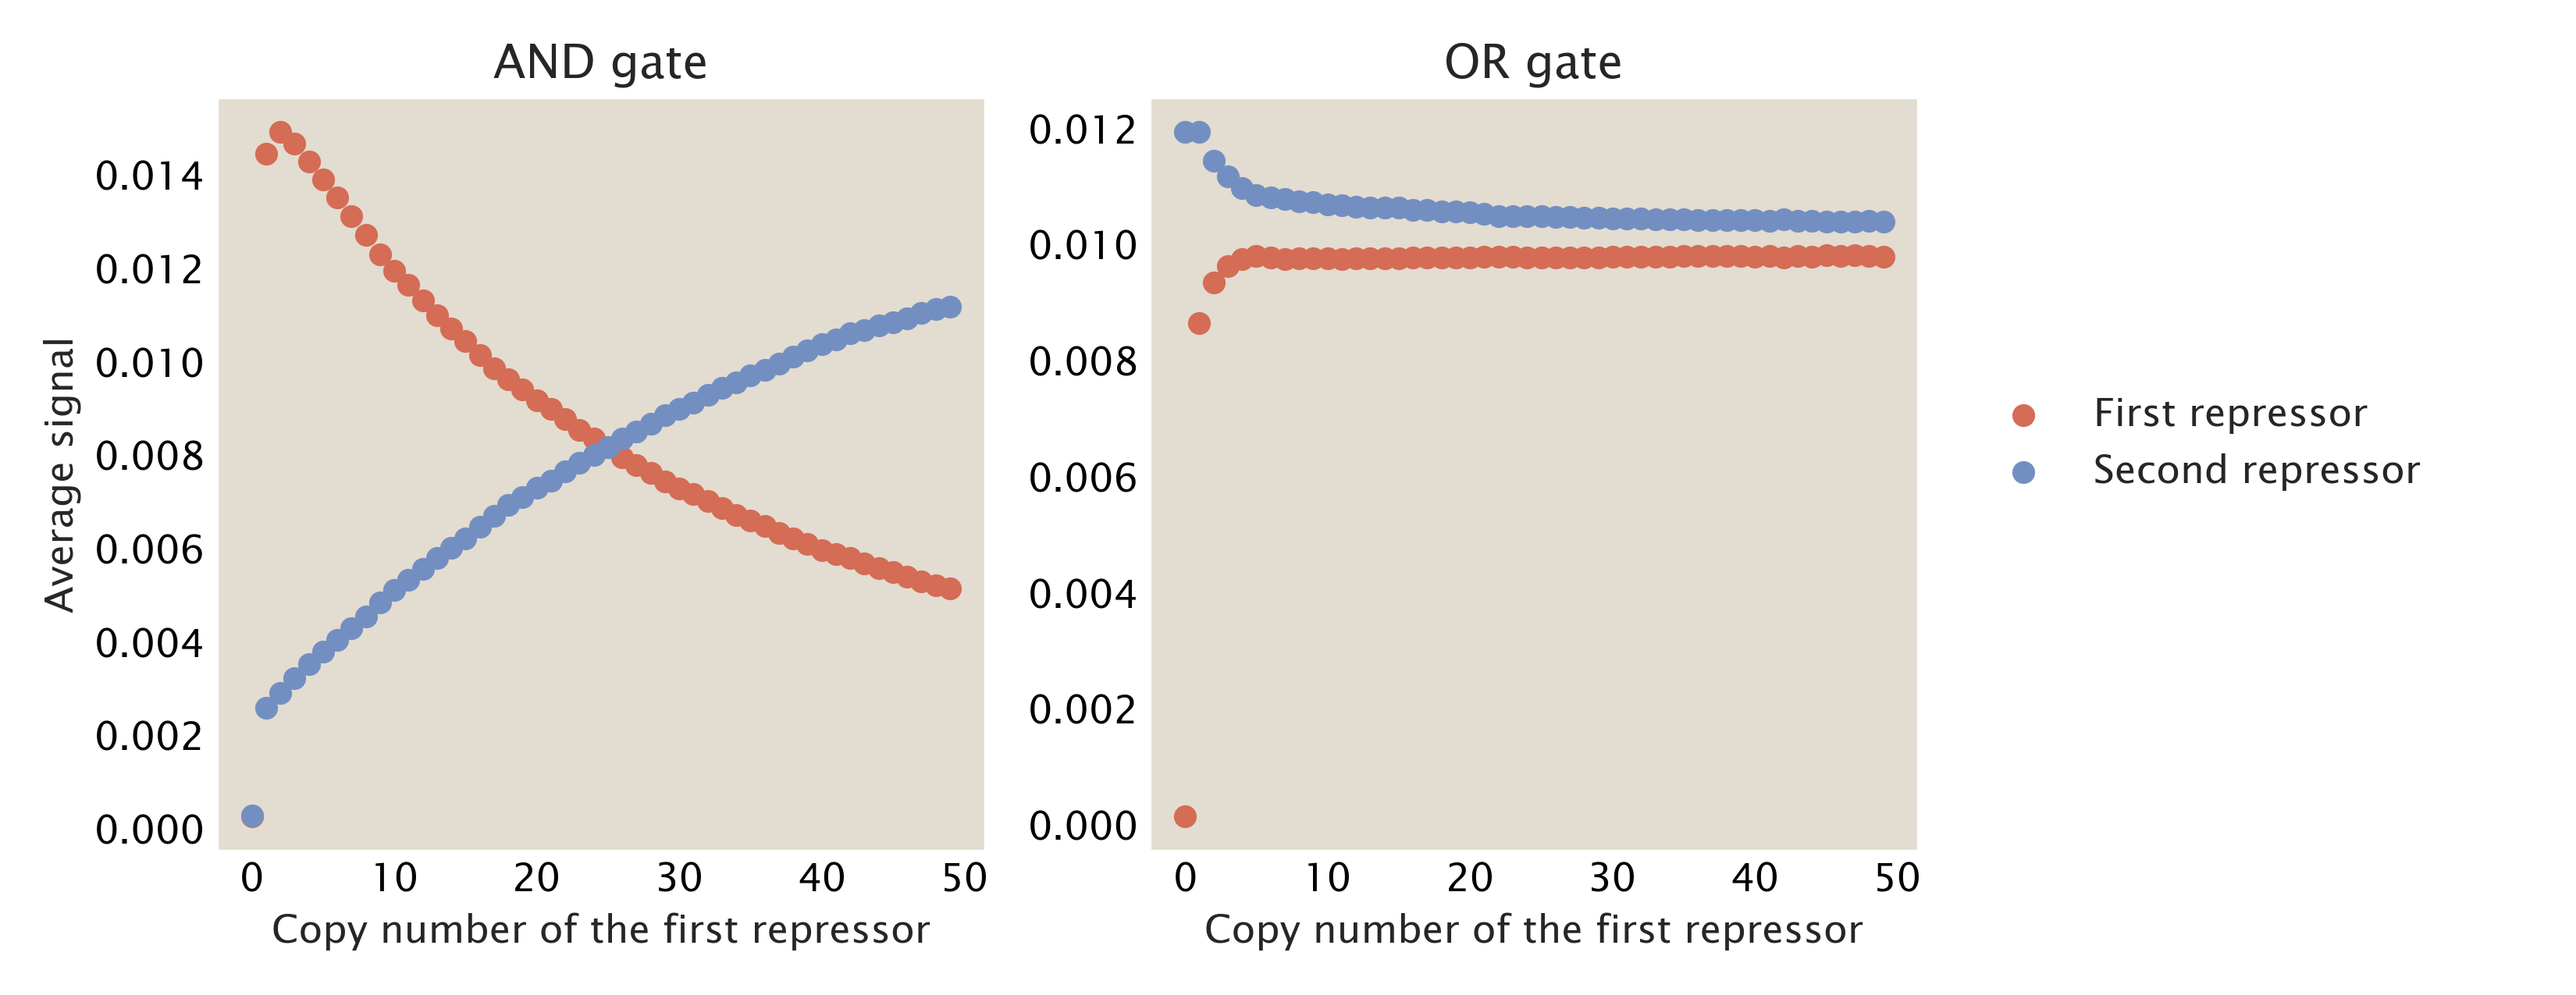 AND gate
0.014
0.012
0.010
0.008
0.006
0.004
0.002
0.000
Average signal
0 10 20 30 40 50
Copy number of the first repressor
OR gate
0.012
0.010
0.008
0.006
0.004
0.002
0.000
0 10 20 30 40 50
Copy number of the first repressor
First repressor
Second repressor